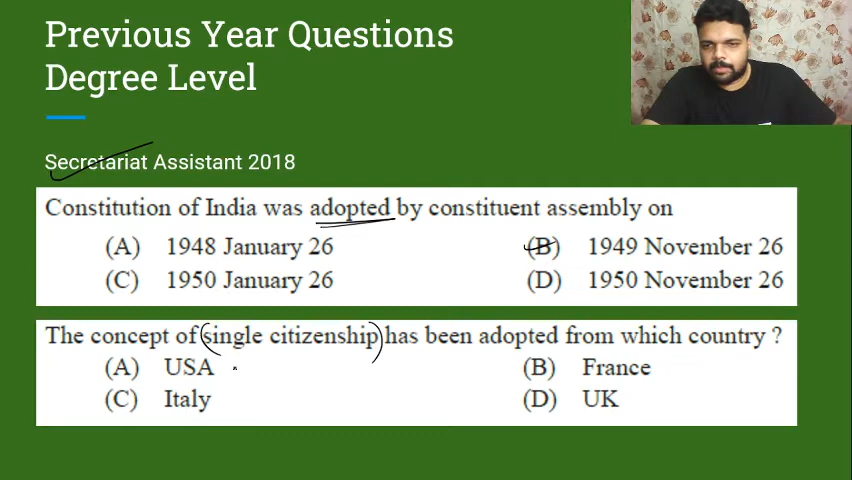 Previous Year Questions
Degree Level
Secretariat Assistant 2018
Constitution of India was adopted by constituent assembly on
(A) 1948 January 26 (B) 1949 November 26
(C) 1950 January 26 (D) 1950 November 26
The concept of single citizenship has been adopted from which country ?
(A) USA (B) France
(C) Italy (D) UK